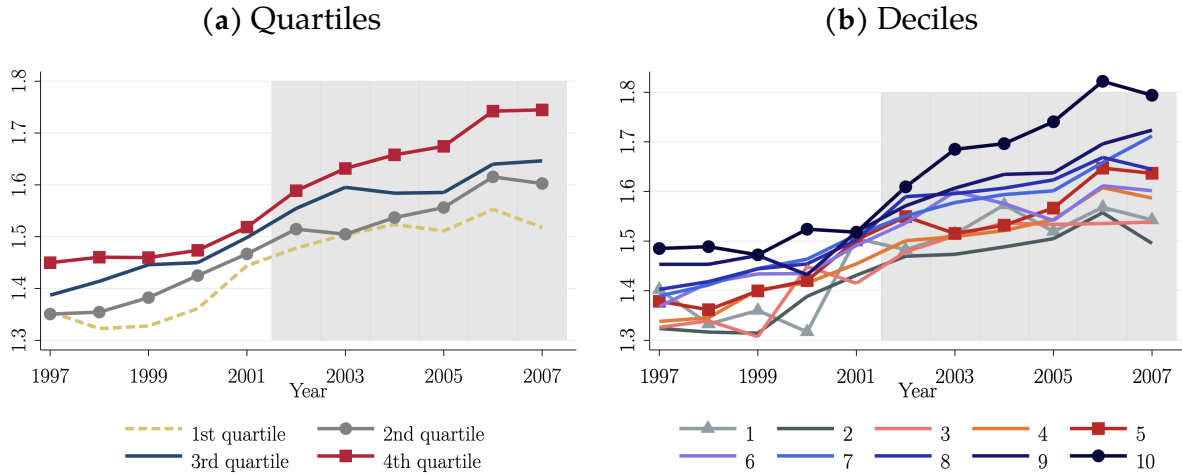 (a) Quartiles
1.8
1.7
1.6
1.5
1.4
1.3
1997 1999 2001 2003 2005 2007
Year
1st quartile 2nd quartile
3rd quartile 4th quartile
(b) Deciles
1.8
1.7
1.6
1.5
1.4
1.3
1997 1999 2001 2003 2005 2007
Year
1 2 3 4 5
6 7 8 9 10